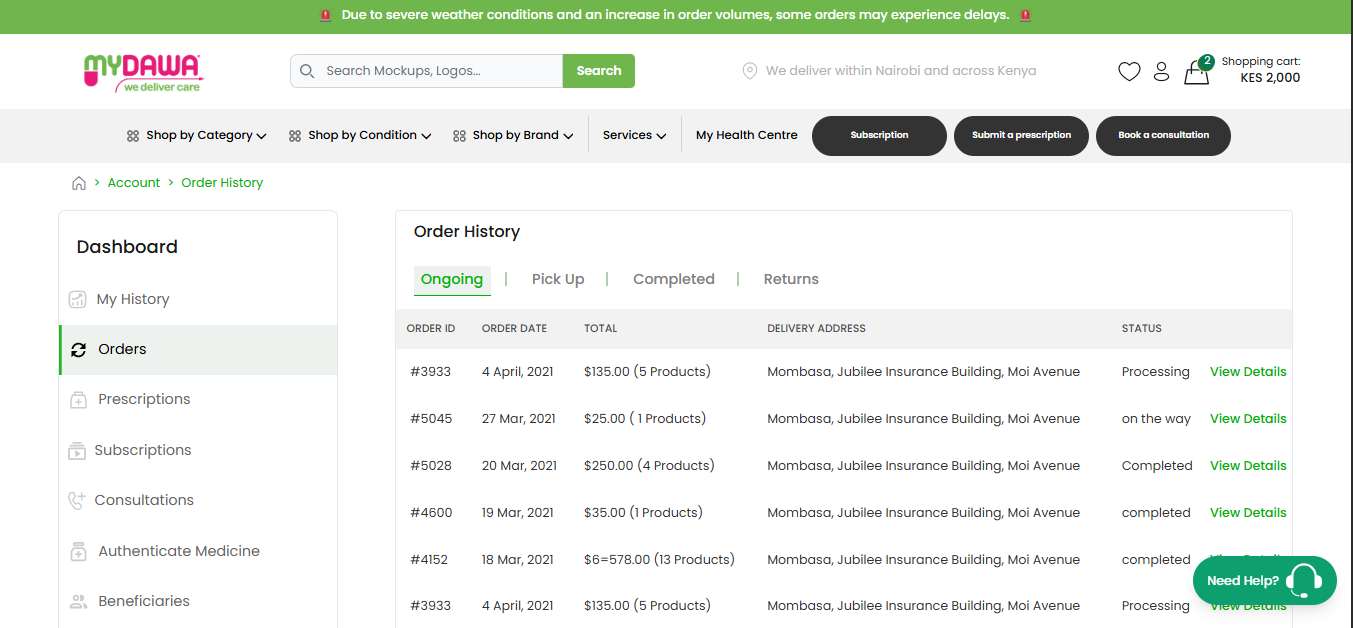 Due to severe weather conditions and an increase in order volumes, some orders may experience delays.
MYDAWA
we deliver care
Search Mockups, Logos...
Search
We deliver within Nairobi and across Kenya
2
Shopping cart:
KES 2,000
Shop by Category
Shop by Condition
Shop by Brand
Services
My Health Centre
Subscription
Submit a prescription
Book a consultation
> Account > Order History
Dashboard
My History
Orders
Prescriptions
Subscriptions
Consultations
Authenticate Medicine
Beneficiaries
Order History
Ongoing | Pick Up | Completed | Returns
ORDER ID ORDER DATE TOTAL DELIVERY ADDRESS STATUS
#3933 4 April, 2021 $135.00 (5 Products) Mombasa, Jubilee Insurance Building, Moi Avenue Processing View Details
#5045 27 Mar, 2021 $25.00 ( 1 Products) Mombasa, Jubilee Insurance Building, Moi Avenue on the way View Details
#5028 20 Mar, 2021 $250.00 (4 Products) Mombasa, Jubilee Insurance Building, Moi Avenue Completed View Details
#4600 19 Mar, 2021 $35.00 (1 Products) Mombasa, Jubilee Insurance Building, Moi Avenue completed View Details
#4152 18 Mar, 2021 $6=578.00 (13 Products) Mombasa, Jubilee Insurance Building, Moi Avenue completed View Details
#3933 4 April, 2021 $135.00 (5 Products) Mombasa, Jubilee Insurance Building, Moi Avenue Processing View Details
Need Help?